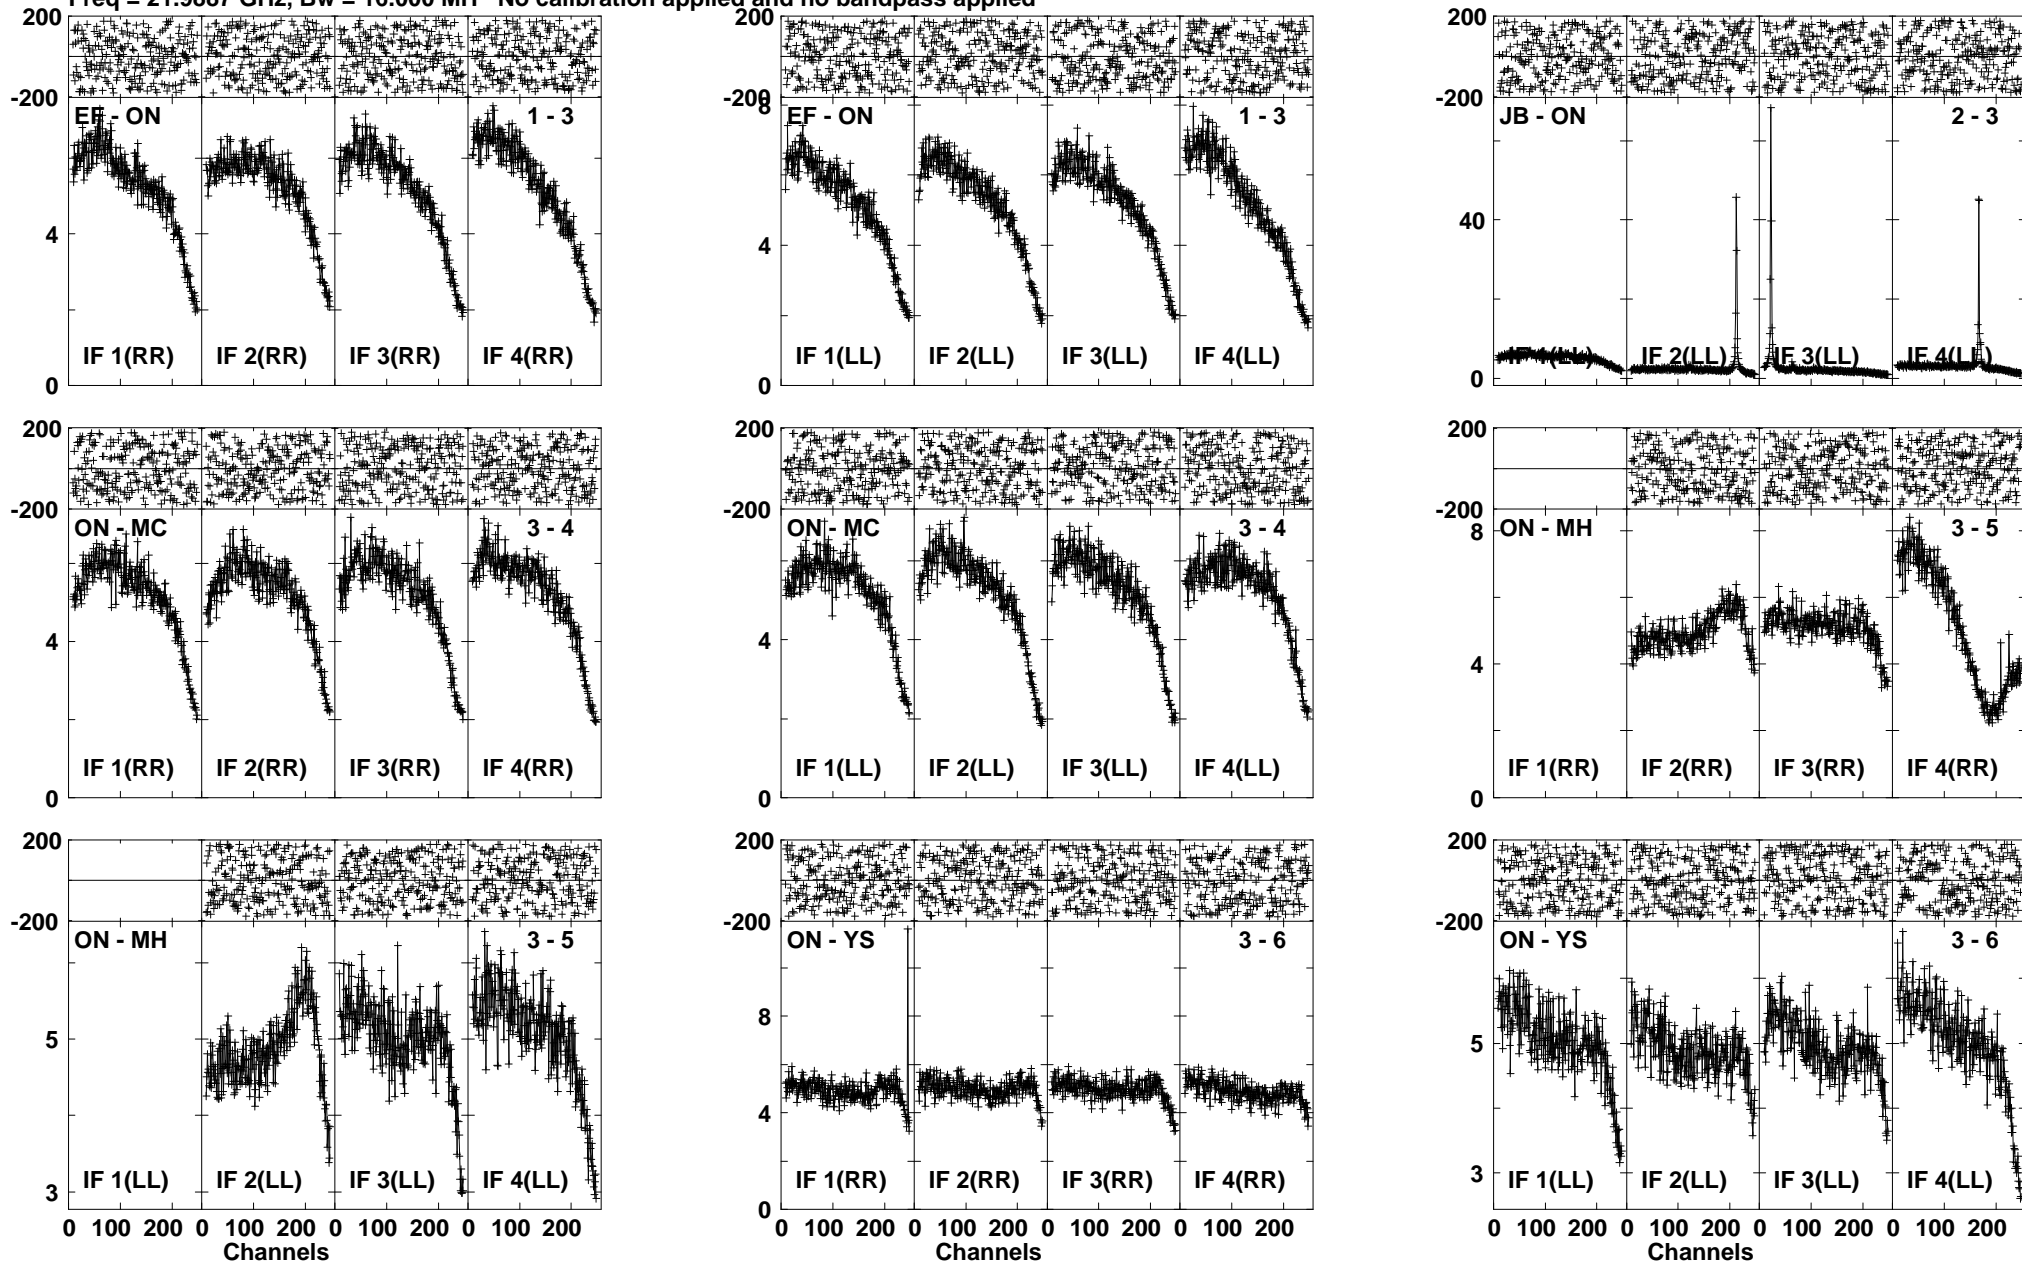 Freq = 21.9887 GHz, Bw = 16.000 MH No calibration applied and no bandpass applied
200
-200
EF - ON 1 - 3
4
0
IF 1(RR) IF 2(RR) IF 3(RR) IF 4(RR)
200
-200
8
EF - ON 1 - 3
4
0
IF 1(LL) IF 2(LL) IF 3(LL) IF 4(LL)
200
-200
JB - ON 2 - 3
40
0
IF 1(LL) IF 2(LL) IF 3(LL) IF 4(LL)
200
-200
ON - MC 3 - 4
4
0
IF 1(RR) IF 2(RR) IF 3(RR) IF 4(RR)
200
-200
ON - MC 3 - 4
4
0
IF 1(LL) IF 2(LL) IF 3(LL) IF 4(LL)
200
-200
8
ON - MH 3 - 5
4
0
IF 1(RR) IF 2(RR) IF 3(RR) IF 4(RR)
200
-200
ON - MH 3 - 5
5
3
IF 1(LL) IF 2(LL) IF 3(LL) IF 4(LL)
0 100 200 0 100 200 0 100 200 0 100 200
Channels
200
-200
ON - YS 3 - 6
8
4
0
IF 1(RR) IF 2(RR) IF 3(RR) IF 4(RR)
0 100 200 0 100 200 0 100 200 0 100 200
200
-200
ON - YS 3 - 6
5
3
IF 1(LL) IF 2(LL) IF 3(LL) IF 4(LL)
0 100 200 0 100 200 0 100 200 0 100 200
Channels